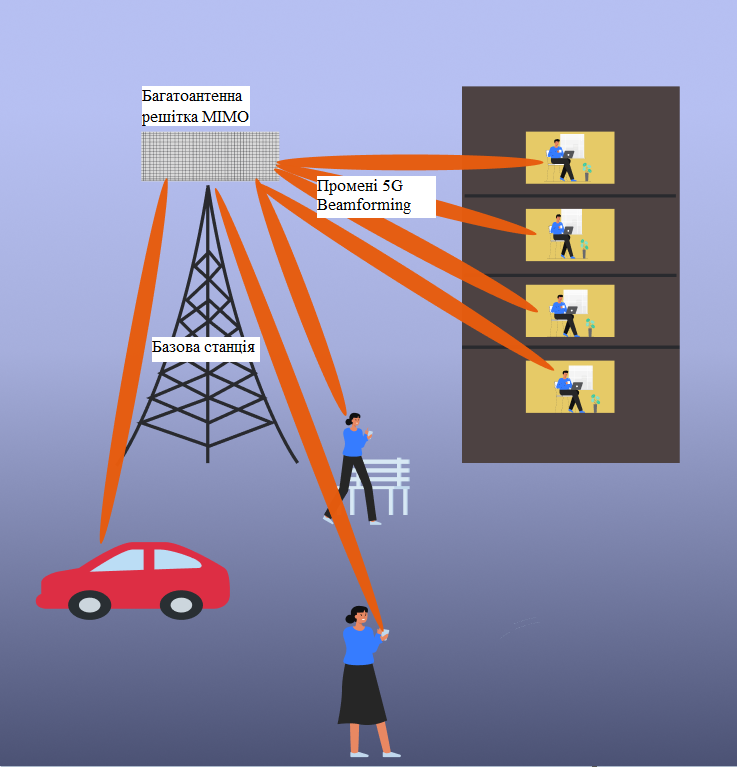 Багатоантенна
решітка MIMO
Промені 5G
Beamforming
Базова станція